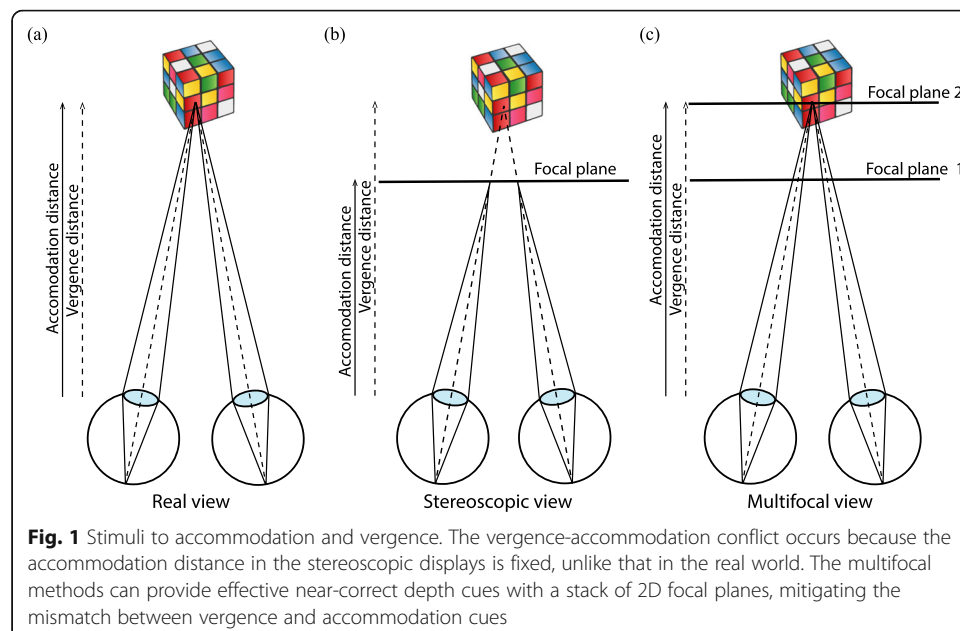 (a)
(b)
(c)
Focal plane 2
Focal plane
Focal plane 1
Accomodation distance
Vergence distance
Accomodation distance
Vergence distance
Accomodation distance
Vergence distance
Real view
Stereoscopic view
Multifocal view
Fig. 1 Stimuli to accommodation and vergence. The vergence-accommodation conflict occurs because the
accommodation distance in the stereoscopic displays is fixed, unlike that in the real world. The multifocal
methods can provide effective near-correct depth cues with a stack of 2D focal planes, mitigating the
mismatch between vergence and accommodation cues